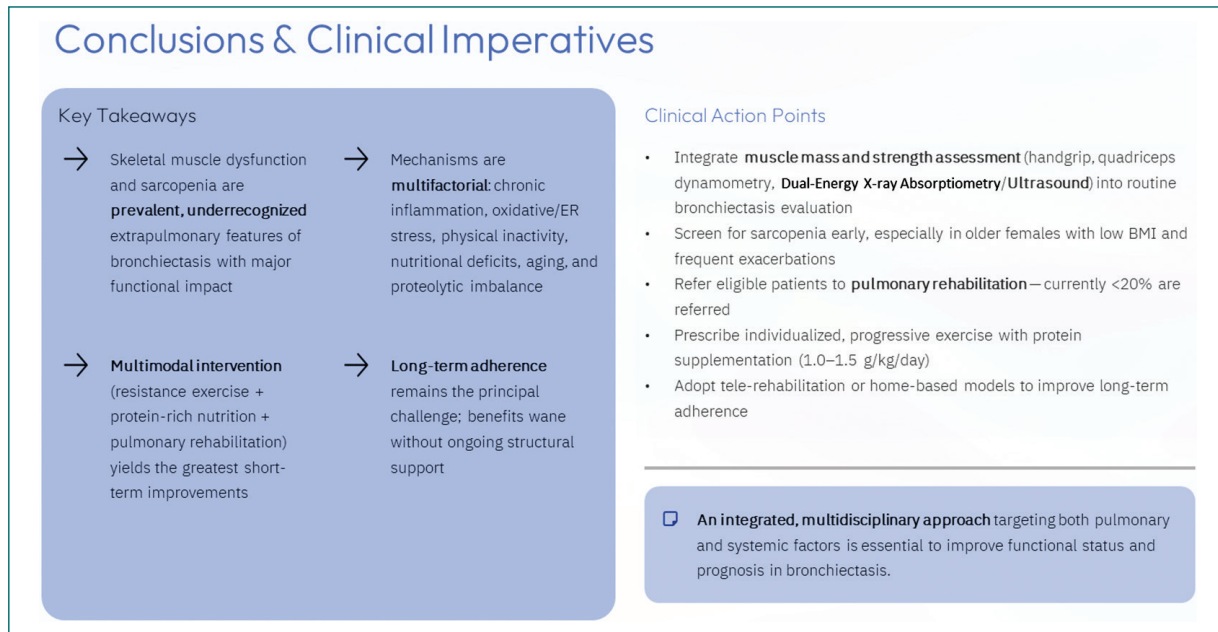 Conclusions & Clinical Imperatives
Key Takeaways
→ Skeletal muscle dysfunction
and sarcopenia are
prevalent, underrecognized
extrapulmonary features of
bronchiectasis with major
functional impact
→ Mechanisms are
multifactorial: chronic
inflammation, oxidative/ER
stress, physical inactivity,
nutritional deficits, aging, and
proteolytic imbalance
→ Multimodal intervention
(resistance exercise +
protein-rich nutrition +
pulmonary rehabilitation)
yields the greatest short-
term improvements
→ Long-term adherence
remains the principal
challenge; benefits wane
without ongoing structural
support
Clinical Action Points
• Integrate muscle mass and strength assessment (handgrip, quadriceps
dynamometry, Dual-Energy X-ray Absorptiometry/Ultrasound) into routine
bronchiectasis evaluation
• Screen for sarcopenia early, especially in older females with low BMI and
frequent exacerbations
• Refer eligible patients to pulmonary rehabilitation — currently <20% are
referred
• Prescribe individualized, progressive exercise with protein
supplementation (1.0–1.5 g/kg/day)
• Adopt tele-rehabilitation or home-based models to improve long-term
adherence
An integrated, multidisciplinary approach targeting both pulmonary
and systemic factors is essential to improve functional status and
prognosis in bronchiectasis.